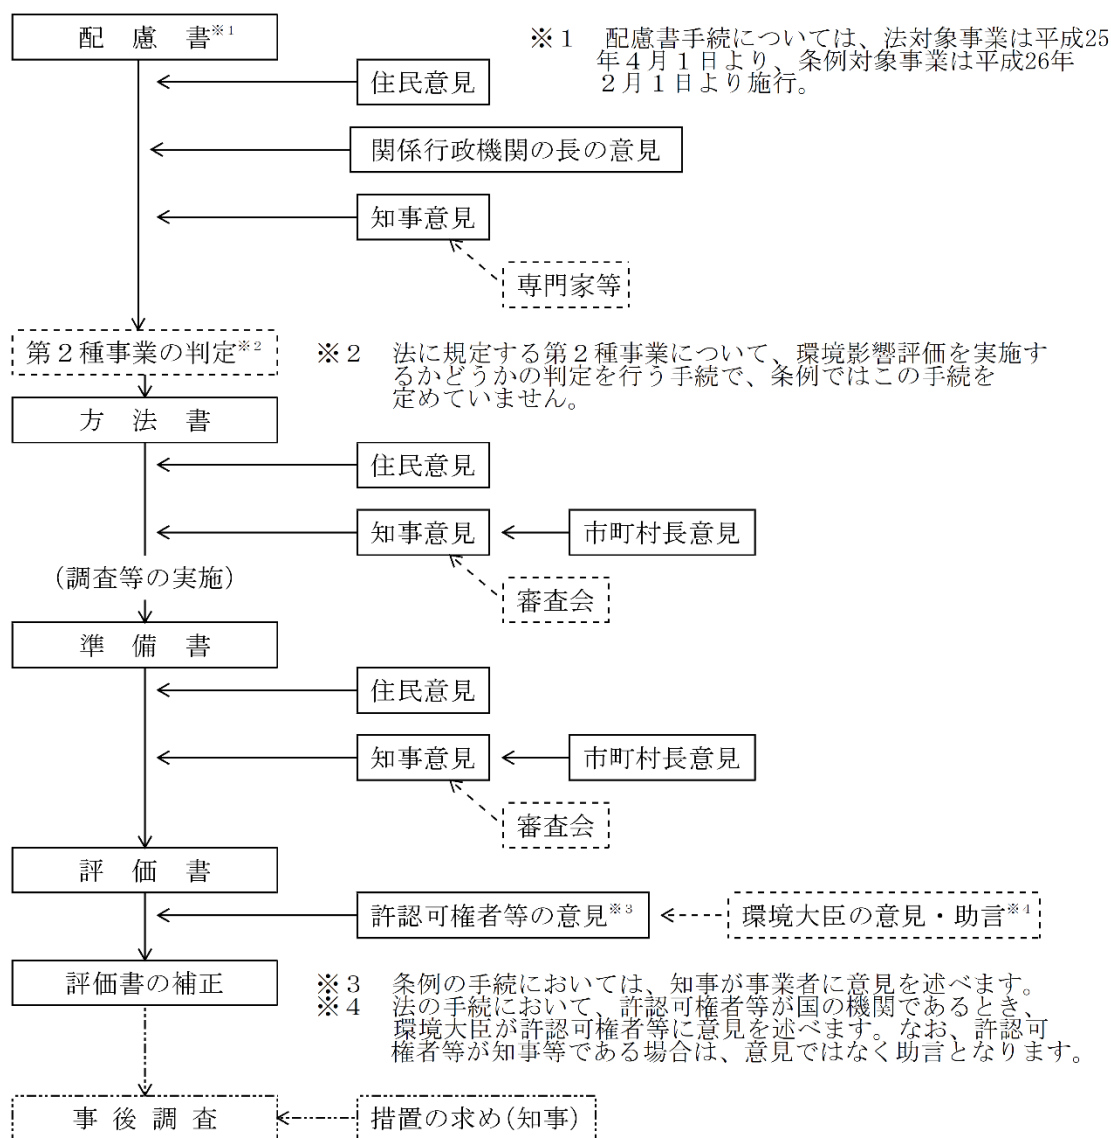 配慮書※1
※1 配慮書手続については、法対象事業は平成25
年4月1日より、条例対象事業は平成26年
2月1日より施行。
住民意見
関係行政機関の長の意見
知事意見
専門家等
第2種事業の判定※2
※2 法に規定する第2種事業について、環境影響評価を実施す
るかどうかの判定を行う手続で、条例ではこの手続を
定めていません。
方法書
住民意見
知事意見
市町村長意見
(調査等の実施)
審査会
準備書
住民意見
知事意見
市町村長意見
審査会
評価書
許認可権者等の意見※3
環境大臣の意見・助言※4
評価書の補正
※3 条例の手続においては、知事が事業者に意見を述べます。
※4 法の手続において、許認可権者等が国の機関であるとき、
環境大臣が許認可権者等に意見を述べます。なお、許認可
権者等が知事等である場合は、意見ではなく助言となります。
事後調査
措置の求め(知事)